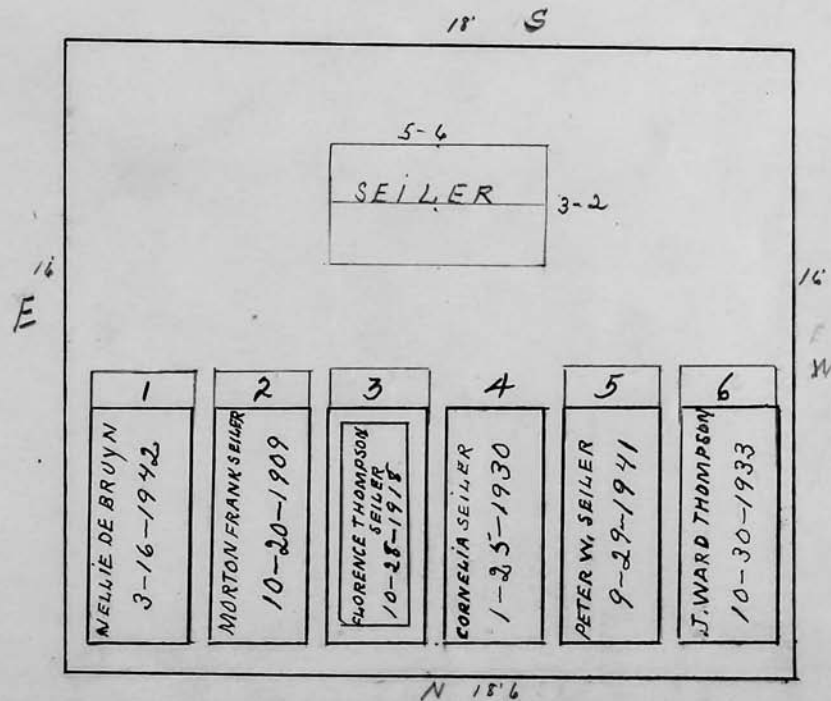 18' S
5-6
SEILER
3-2
16
E
16
W
1
2
3
4
5
6
NELLIE DE BRUYN
3-16-1942
MORTON FRANK SEILER
10-20-1909
FLORENCE THOMPSON
SEILER
10-28-1918
CORNELIA SEILER
1-25-1930
PETER W. SEILER
9-29-1941
J. WARD THOMPSON
10-30-1933
N 18'6